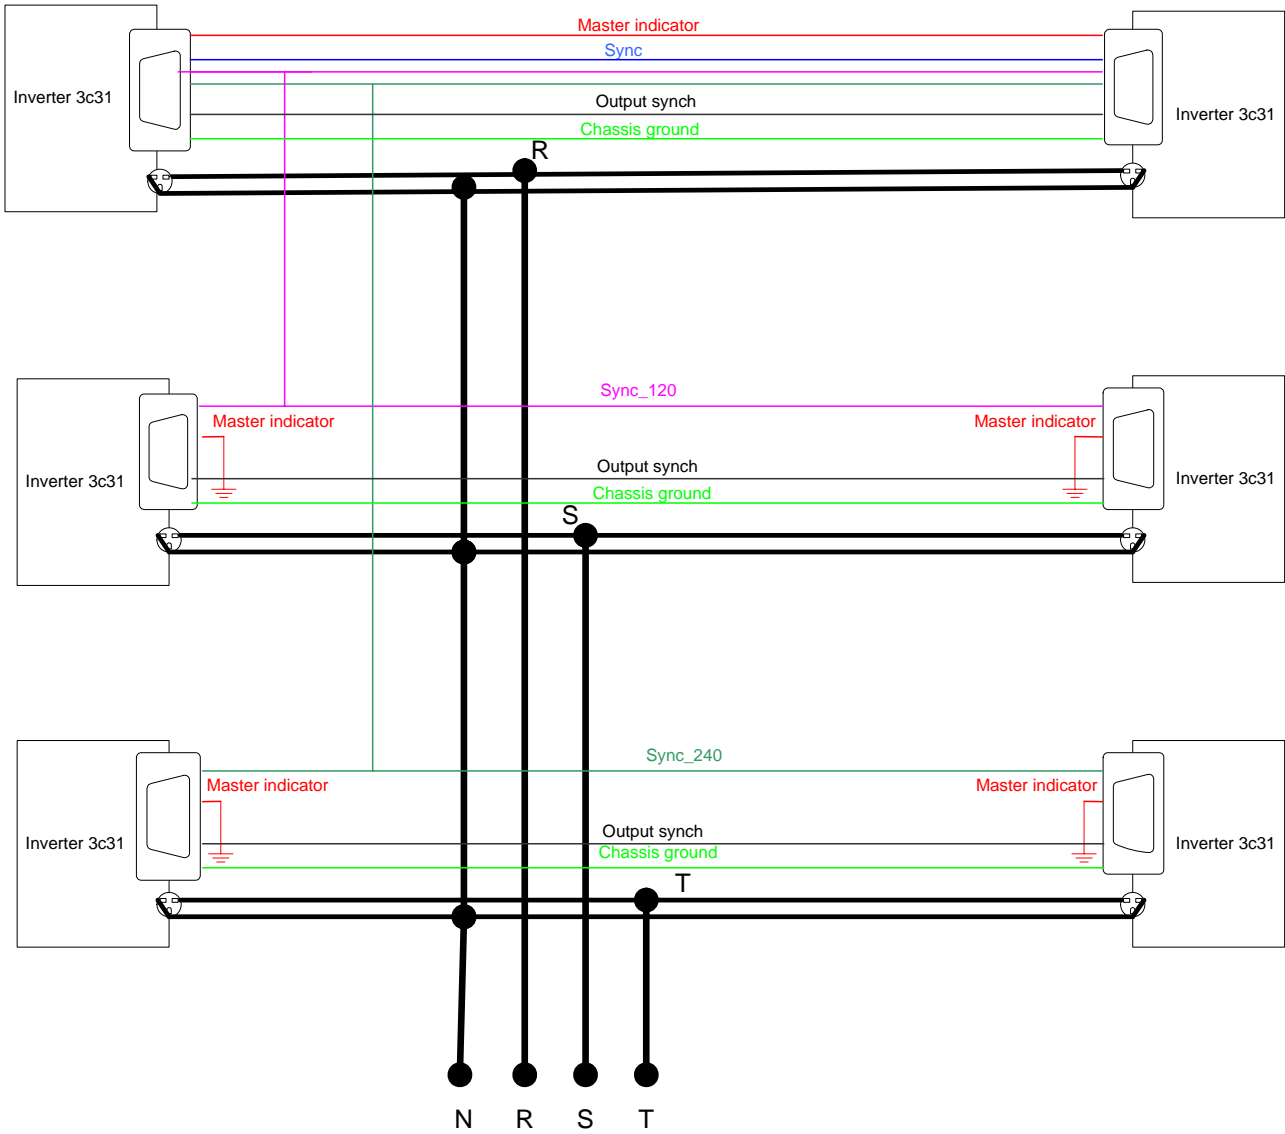 Master indicator
Sync
Inverter 3c31
Output synch
Inverter 3c31
Chassis ground
R
Sync_120
Master indicator
Master indicator
Output synch
Inverter 3c31
Inverter 3c31
Chassis ground
S
Sync_240
Master indicator
Master indicator
Output synch
Inverter 3c31
Inverter 3c31
Chassis ground
T
N R S T